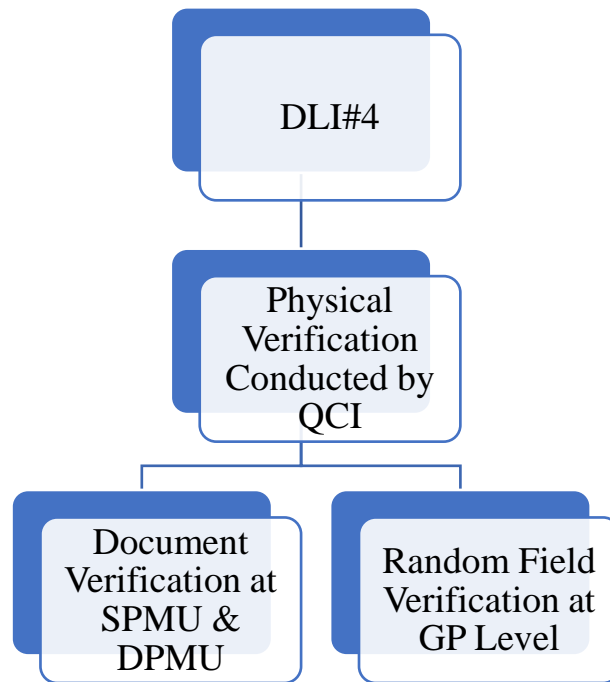 DLI#4
Physical
Verification
Conducted by
QCI
Document
Verification at
SPMU &
DPMU
Random Field
Verification at
GP Level